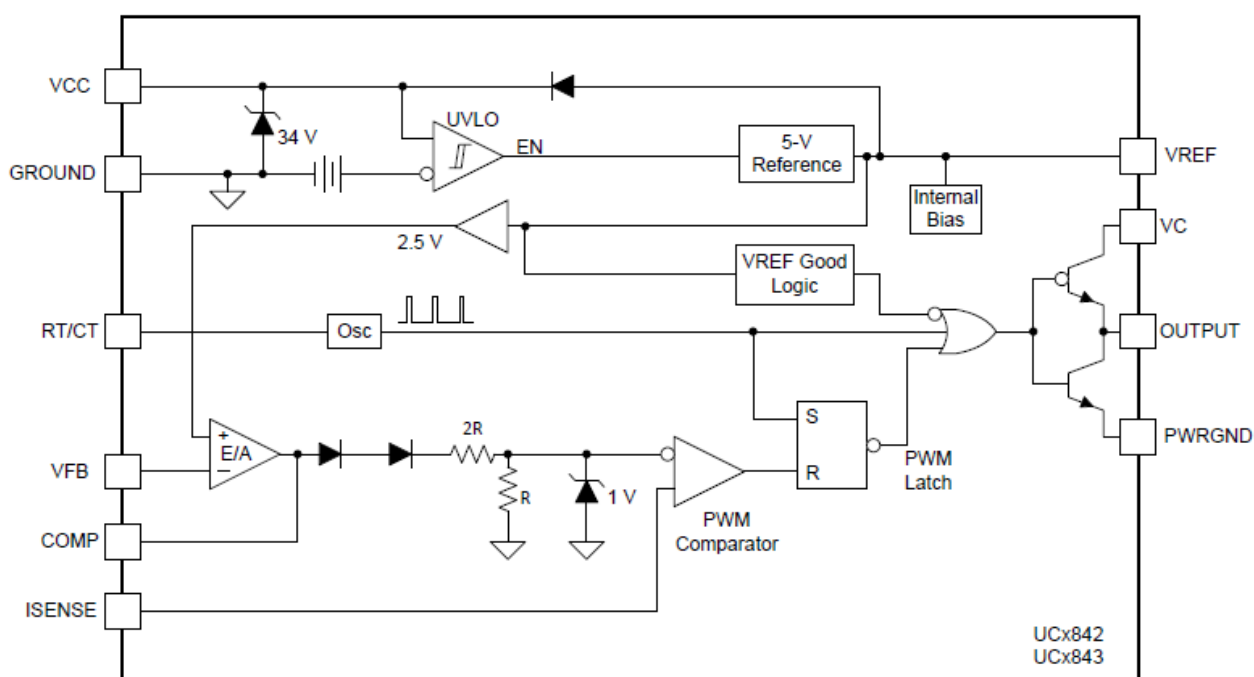 VCC
34 V
UVLO
EN
5-V
Reference
VREF
GROUND
Internal
Bias
2.5 V
VC
VREF Good
Logic
RT/CT
Osc
OUTPUT
+
E/A
−
2R
R
1 V
S
R
PWM
Latch
PWRGND
VFB
PWM
Comparator
COMP
ISENSE
UCx842
UCx843